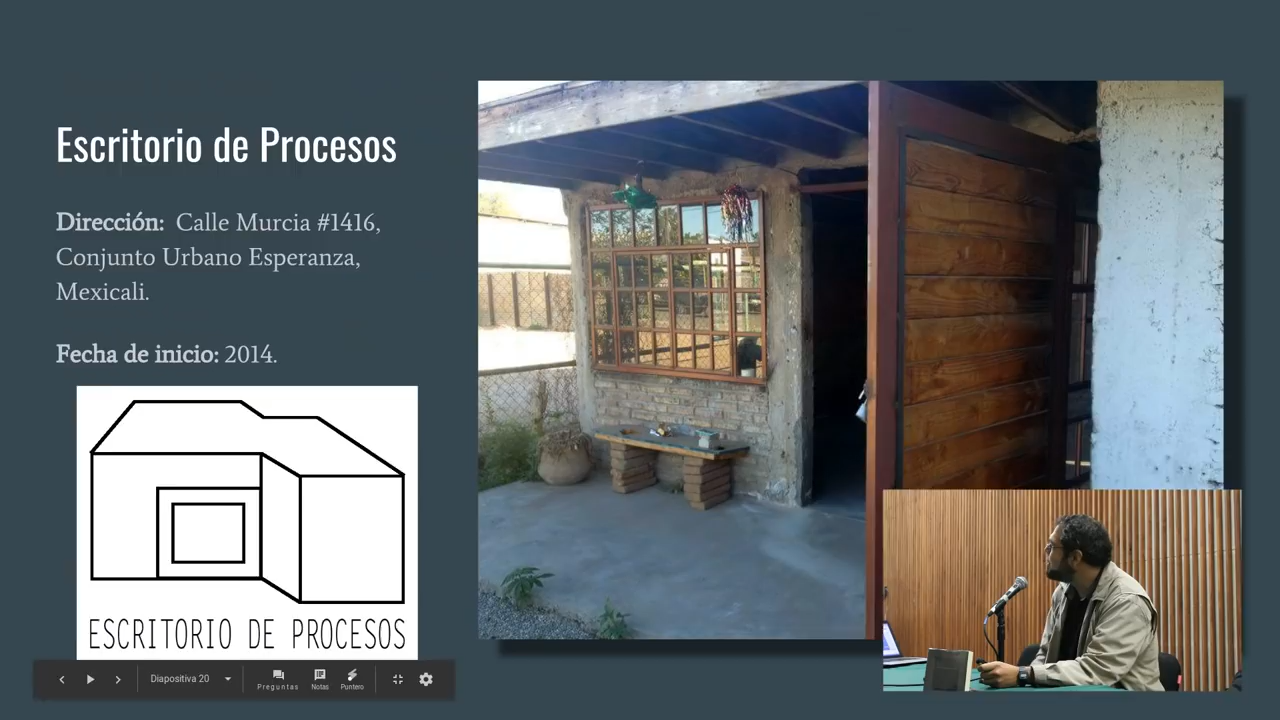 Escritorio de Procesos
Dirección: Calle Murcia #1416,
Conjunto Urbano Esperanza,
Mexicali.
Fecha de inicio: 2014.
ESCRITORIO DE PROCESOS
Diapositiva 20
Preguntas
Notas
Puntero